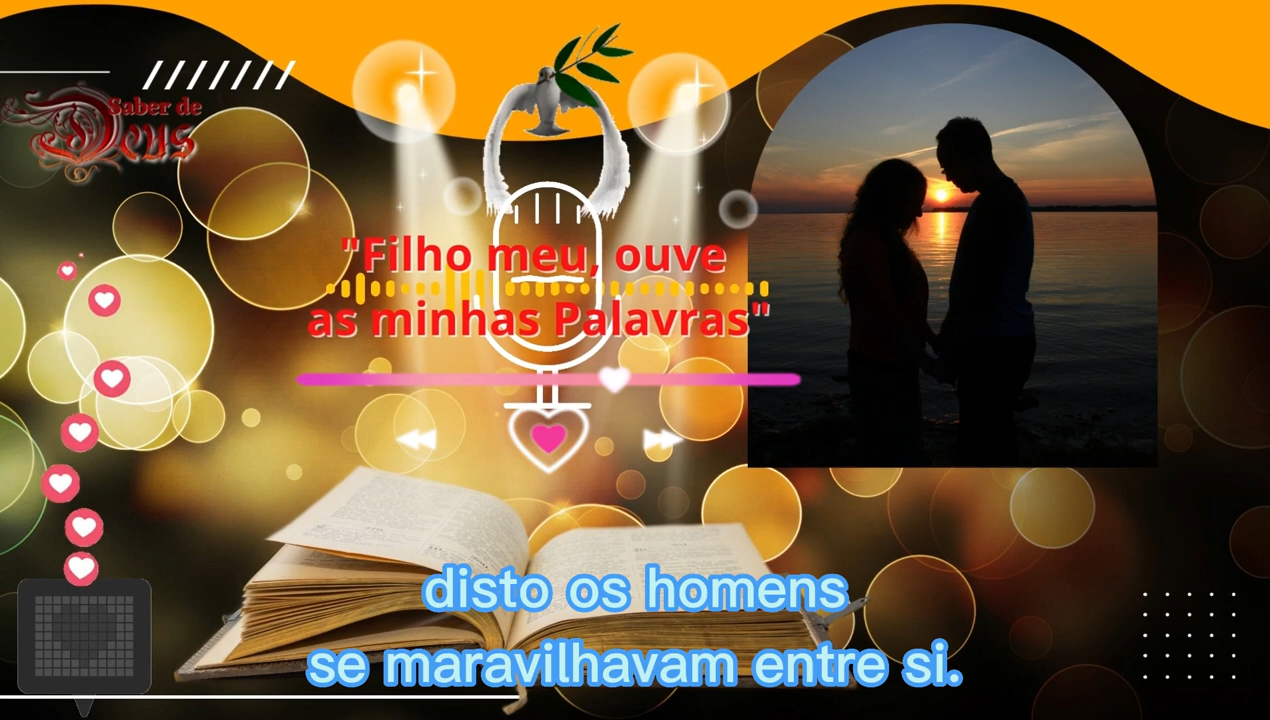 Saber de
Deus
"Filho meu, ouve
as minhas Palavras"
disto os homens
se maravilhavam entre si.